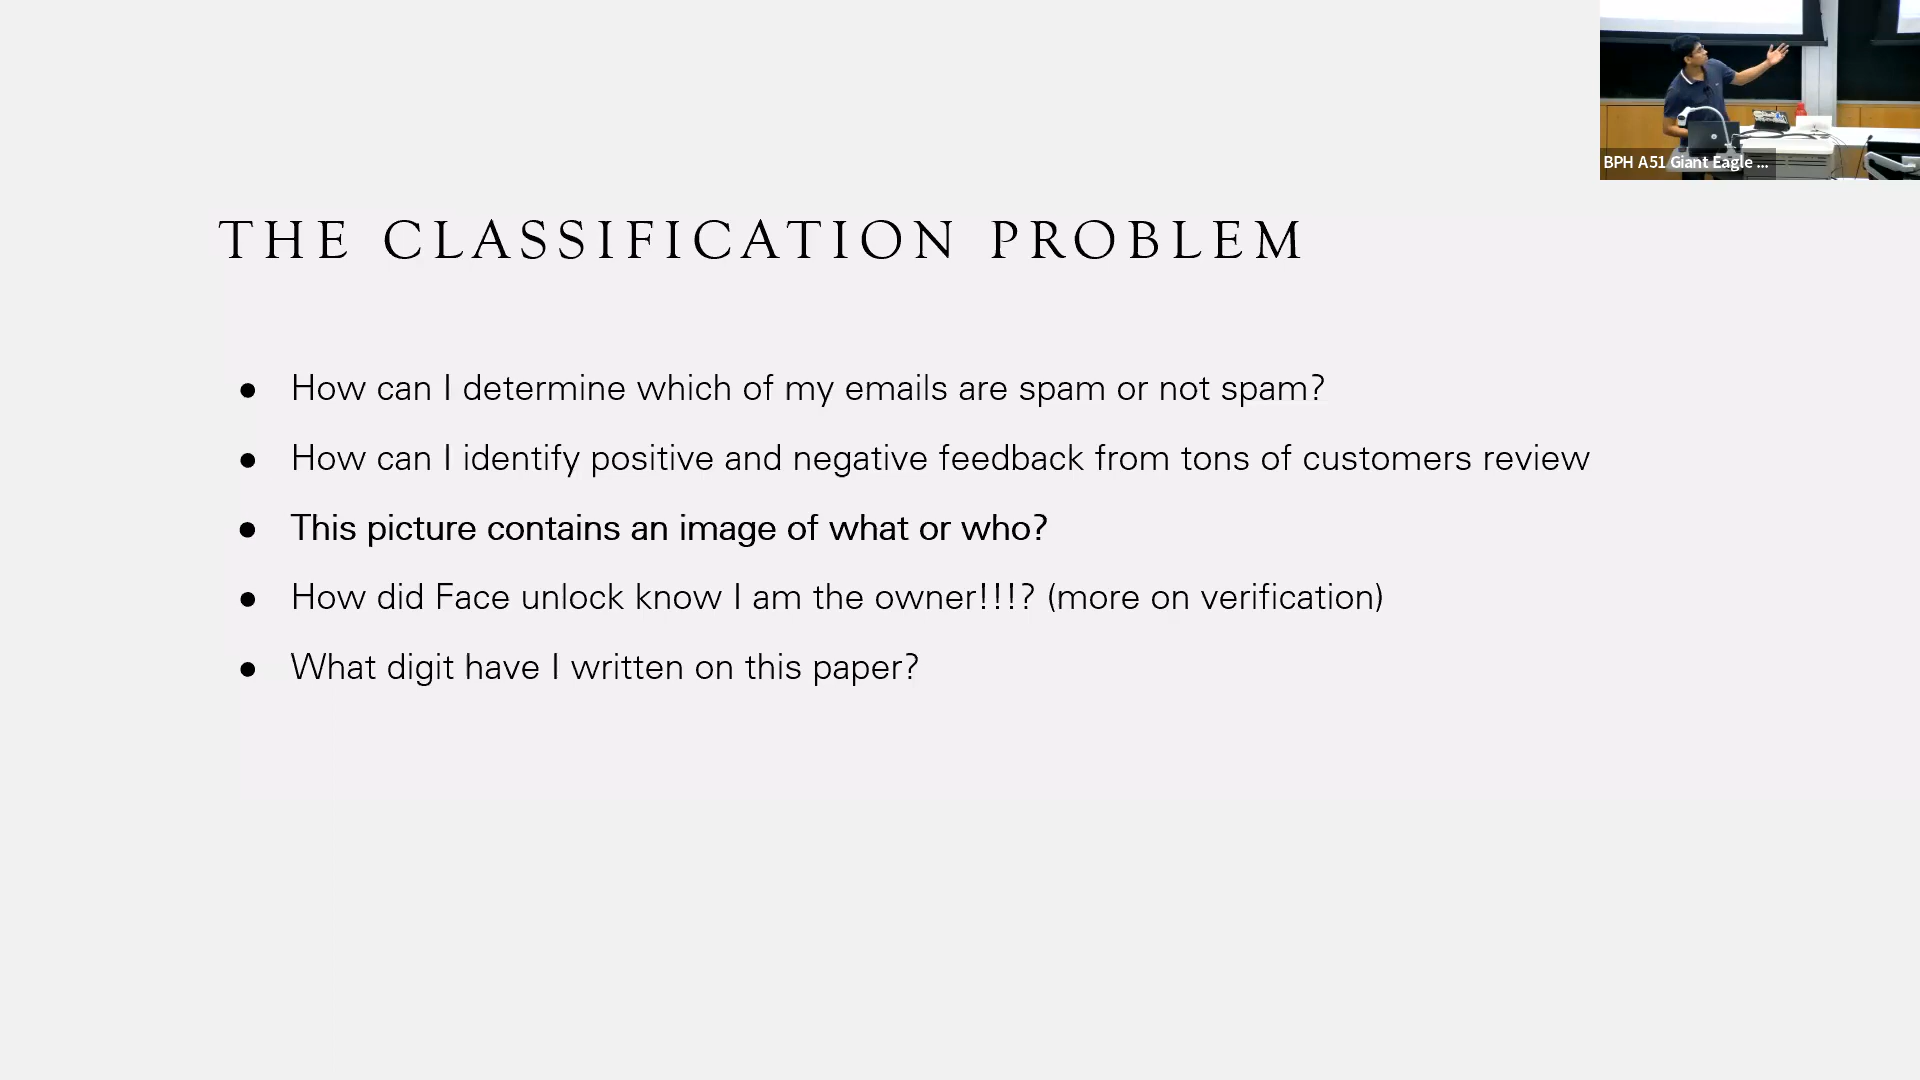 BPH A51 Giant Eagle ...
THE CLASSIFICATION PROBLEM
● How can I determine which of my emails are spam or not spam?
● How can I identify positive and negative feedback from tons of customers review
● This picture contains an image of what or who?
● How did Face unlock know I am the owner!!!? (more on verification)
● What digit have I written on this paper?